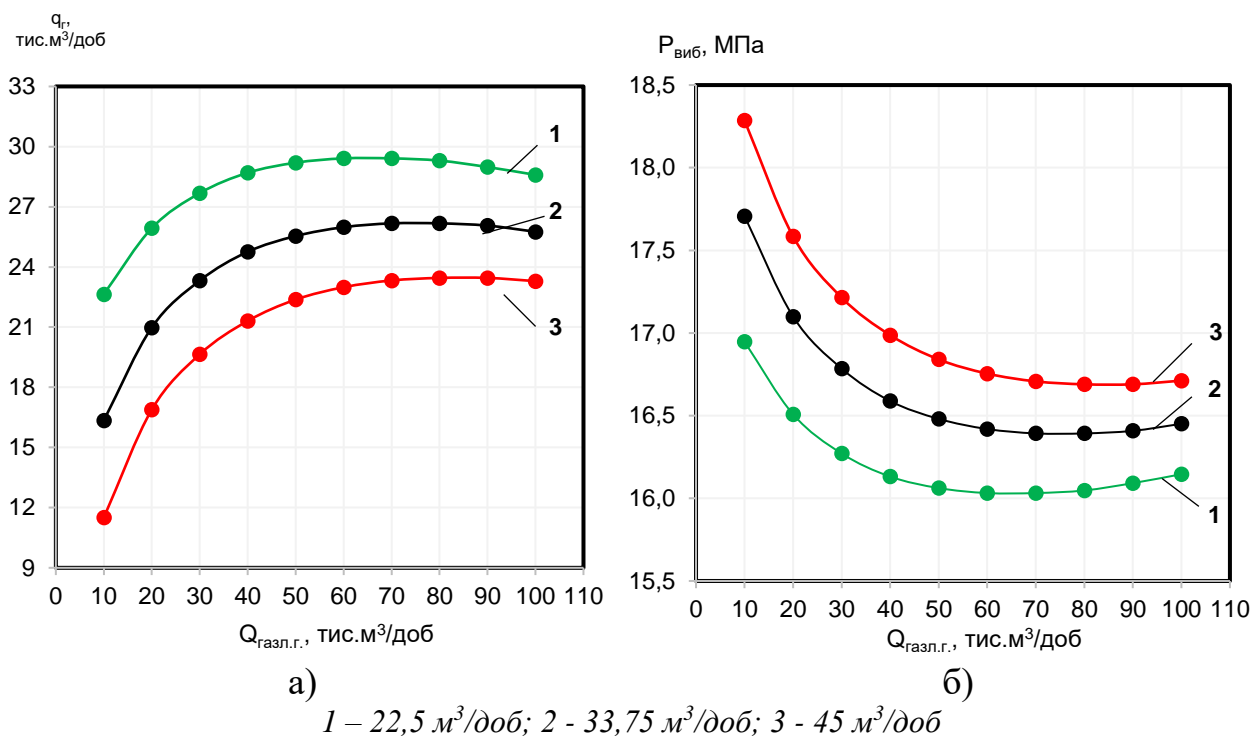 qг,
тис.м³/доб
33
30
27
24
21
18
15
12
9
0 10 20 30 40 50 60 70 80 90 100 110
Qгазл.г., тис.м³/доб
1
2
3
а)
Рвиб, МПа
18,5
18,0
17,5
17,0
16,5
16,0
15,5
0 10 20 30 40 50 60 70 80 90 100 110
Qгазл.г., тис.м³/доб
3
2
1
б)
1 – 22,5 м³/доб; 2 - 33,75 м³/доб; 3 - 45 м³/доб